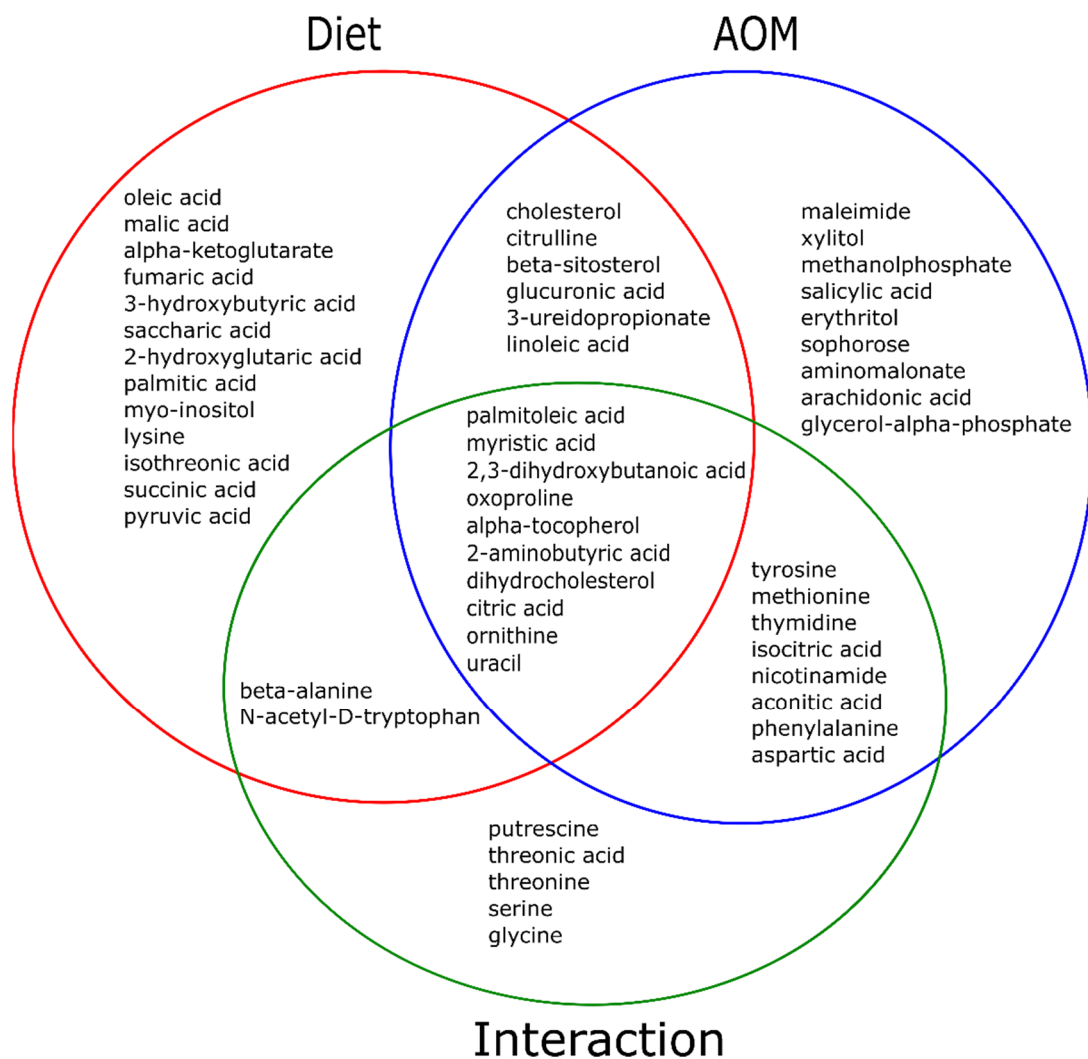 Diet
AOM
oleic acid
malic acid
alpha-ketoglutarate
fumaric acid
3-hydroxybutyric acid
saccharic acid
2-hydroxyglutaric acid
palmitic acid
myo-inositol
lysine
isothreonic acid
succinic acid
pyruvic acid
cholesterol
citrulline
beta-sitosterol
glucuronic acid
3-ureidopropionate
linoleic acid
maleimide
xylitol
methanolphosphate
salicylic acid
erythritol
sophorose
aminomalonate
arachidonic acid
glycerol-alpha-phosphate
palmitoleic acid
myristic acid
2,3-dihydroxybutanoic acid
oxoproline
alpha-tocopherol
2-aminobutyric acid
dihydrocholesterol
citric acid
ornithine
uracil
tyrosine
methionine
thymidine
isocitric acid
nicotinamide
aconitic acid
phenylalanine
aspartic acid
beta-alanine
N-acetyl-D-tryptophan
putrescine
threonic acid
threonine
serine
glycine
Interaction